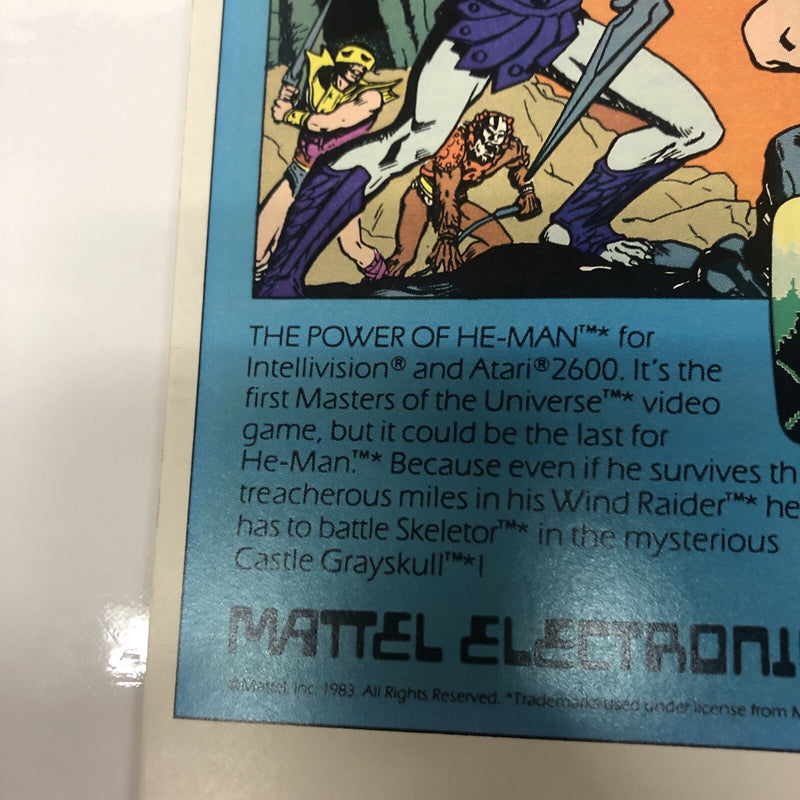 THE POWER OF HE-MAN™* for
Intellivision® and Atari®2600. It's the
first Masters of the Universe™* video
game, but it could be the last for
He-Man.™* Because even if he survives th
treacherous miles in his Wind Raider™* he
has to battle Skeletor™* in the mysterious
Castle Grayskull™*!
MATTEL ELECTRONI
©Mattel, Inc. 1983. All Rights Reserved. *Trademarks used under license from M